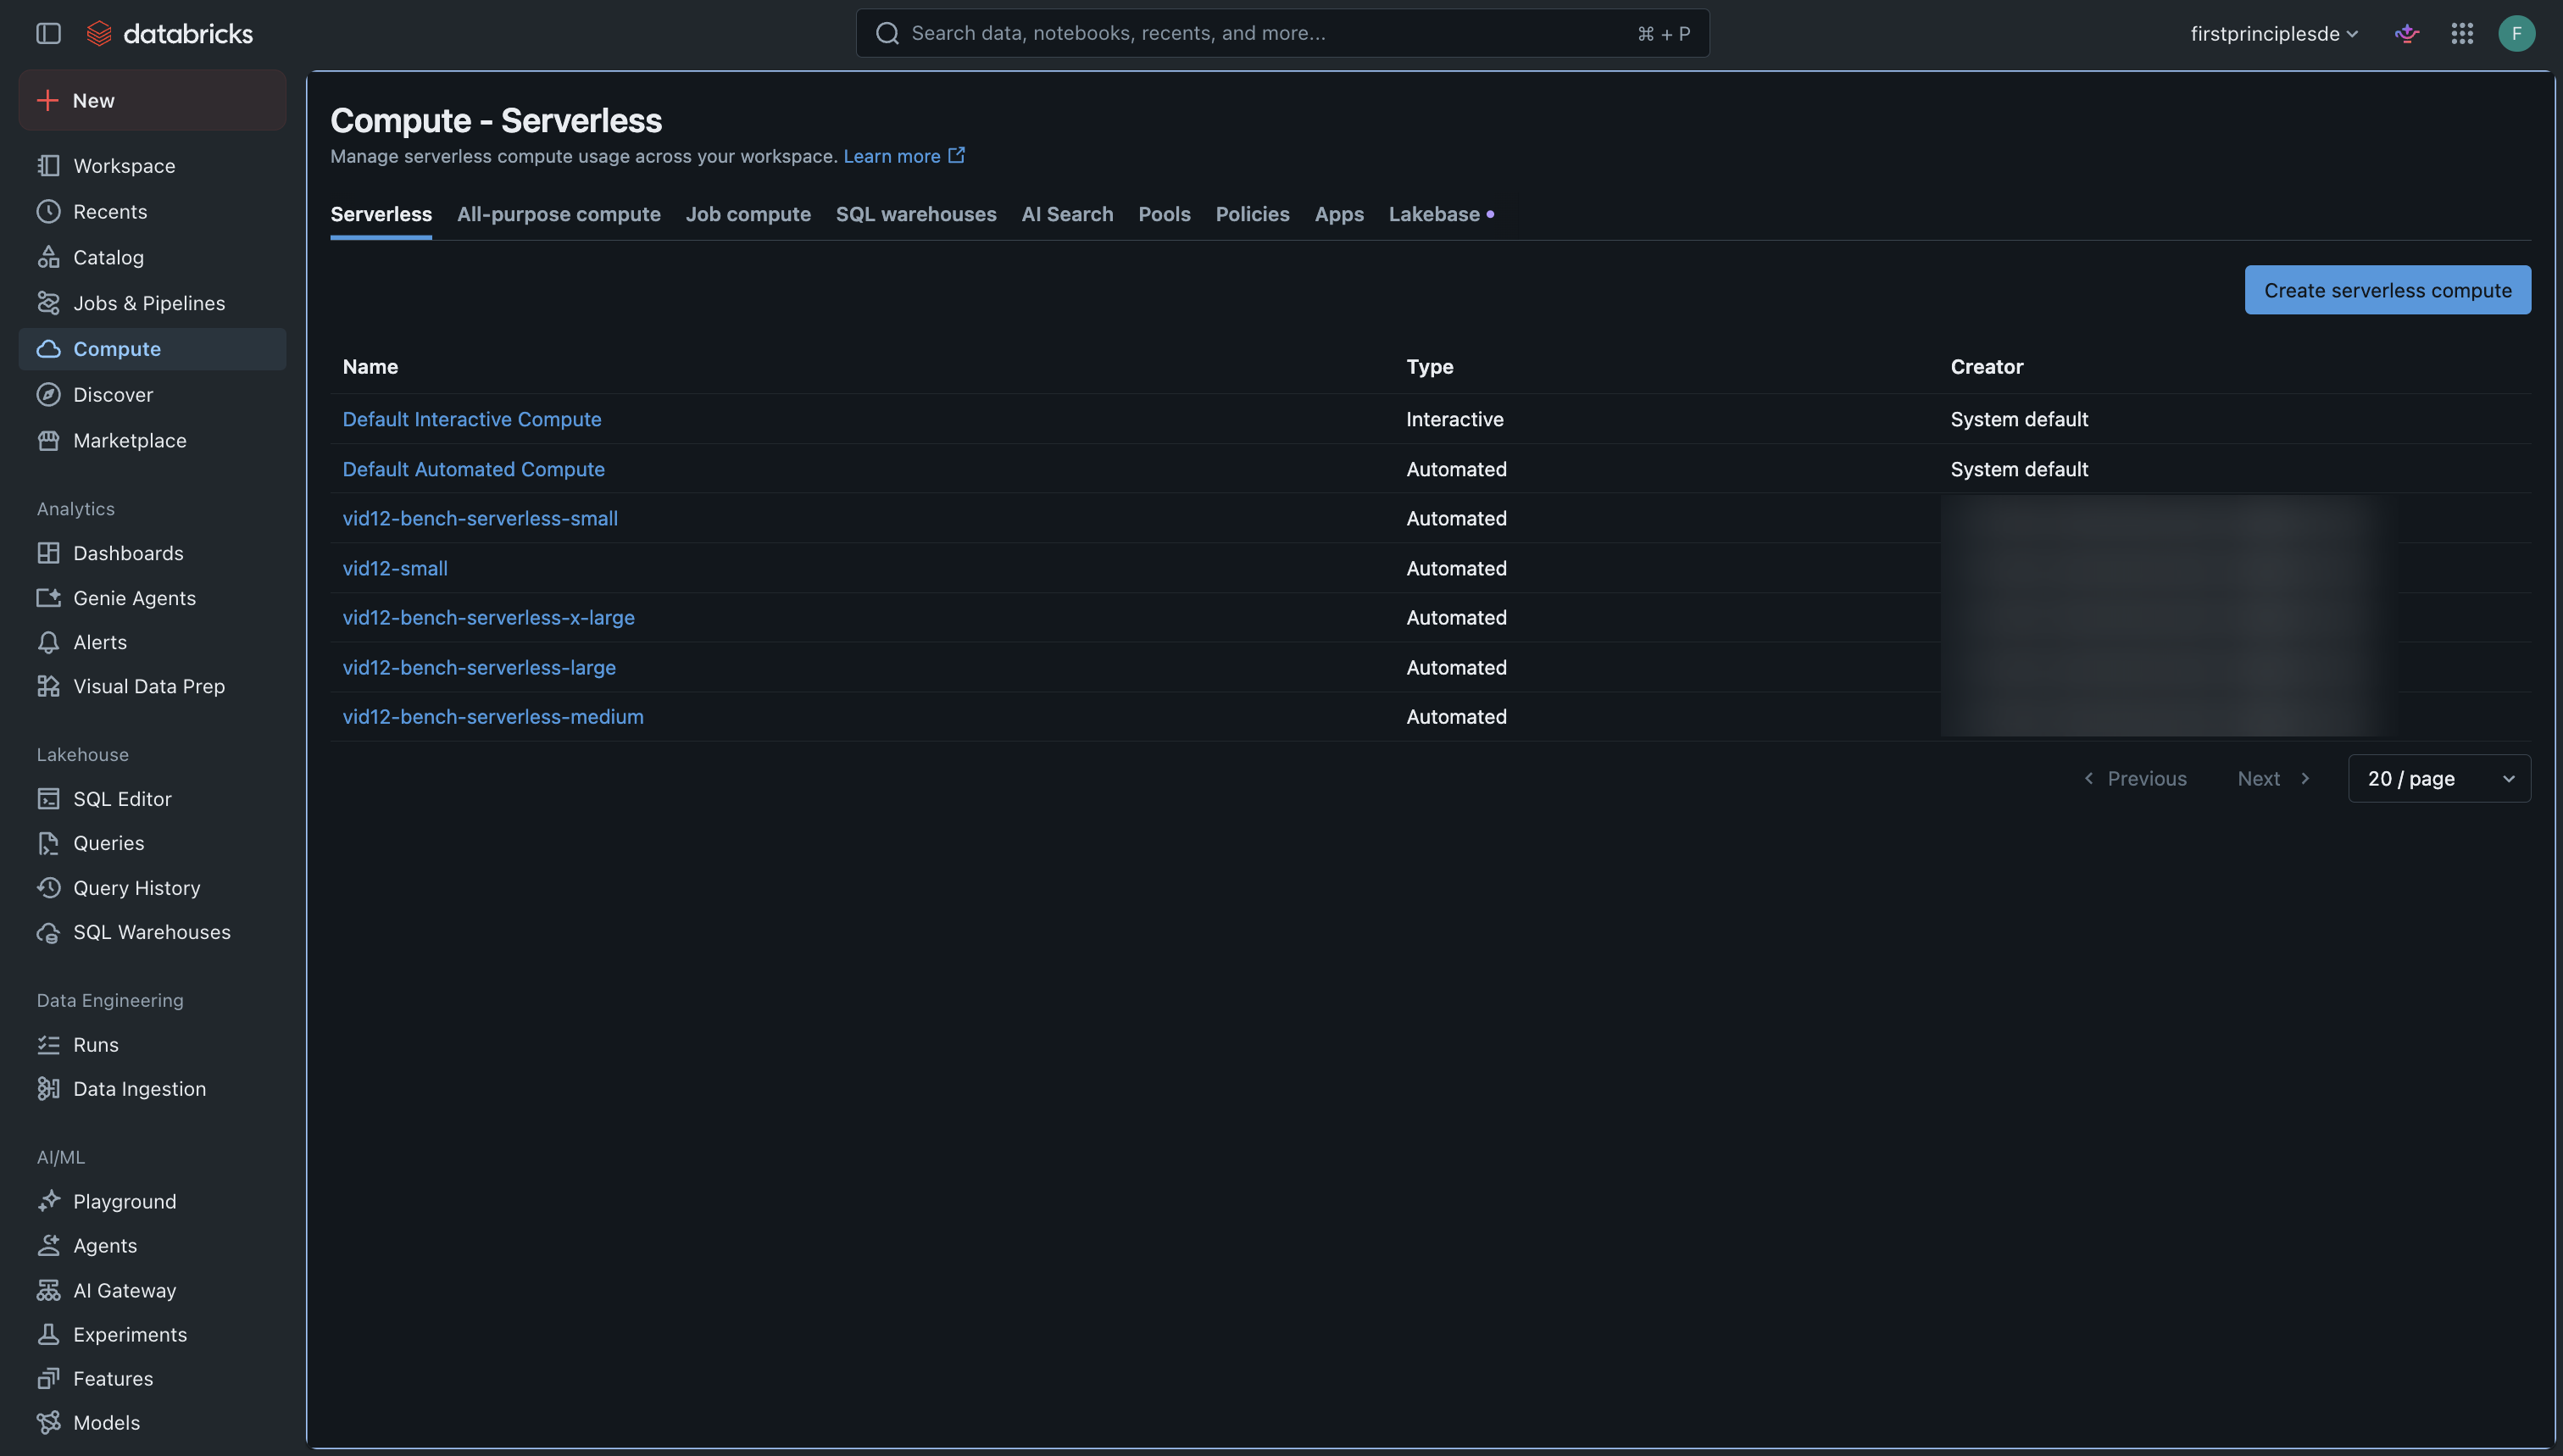 databricks
Search data, notebooks, recents, and more...
⌘ + P
firstprinciplesde
F
New
Workspace
Recents
Catalog
Jobs & Pipelines
Compute
Discover
Marketplace
Analytics
Dashboards
Genie Agents
Alerts
Visual Data Prep
Lakehouse
SQL Editor
Queries
Query History
SQL Warehouses
Data Engineering
Runs
Data Ingestion
AI/ML
Playground
Agents
AI Gateway
Experiments
Features
Models
Compute - Serverless
Manage serverless compute usage across your workspace. Learn more
Serverless All-purpose compute Job compute SQL warehouses AI Search Pools Policies Apps Lakebase
Create serverless compute
Name Type Creator
Default Interactive Compute Interactive System default
Default Automated Compute Automated System default
vid12-bench-serverless-small Automated
vid12-small Automated
vid12-bench-serverless-x-large Automated
vid12-bench-serverless-large Automated
vid12-bench-serverless-medium Automated
Previous Next 20 / page